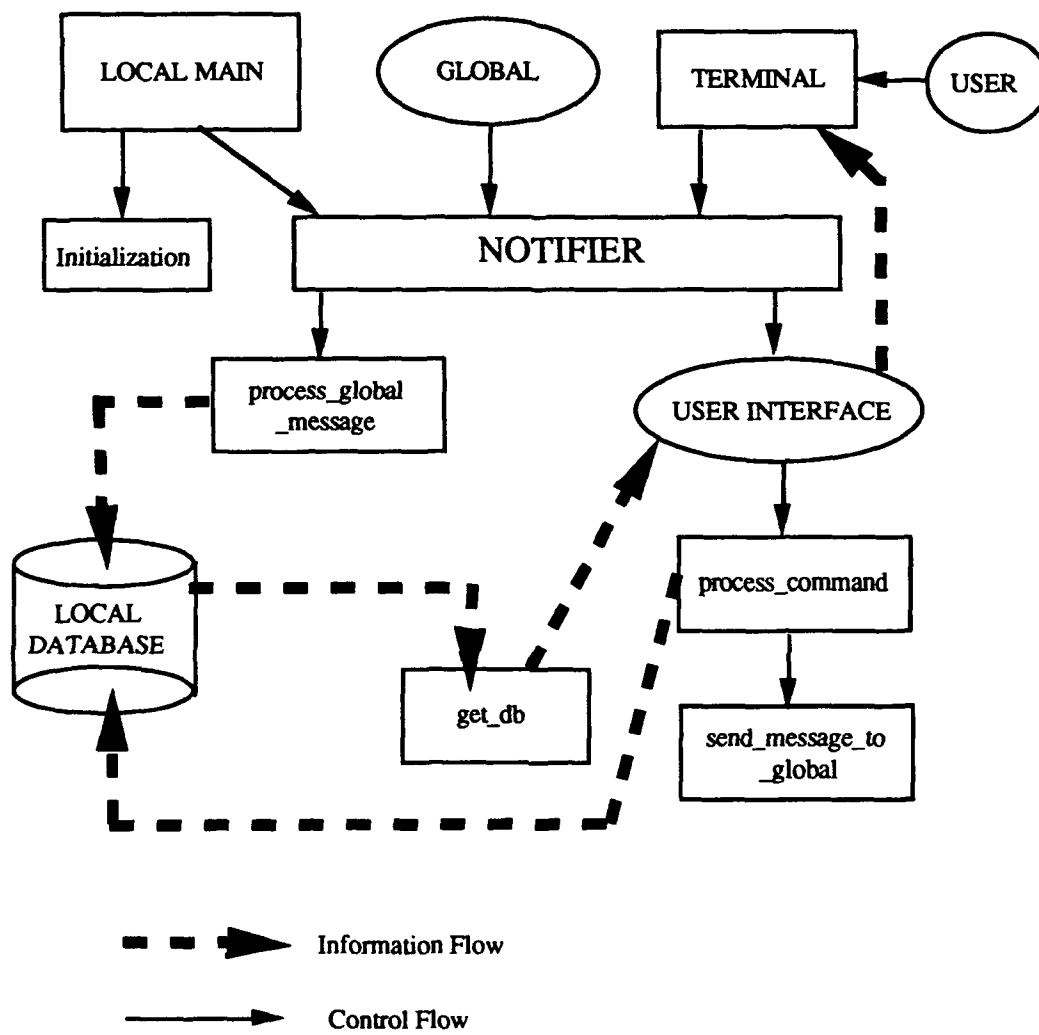 LOCAL MAIN
GLOBAL
TERMINAL
USER
Initialization
NOTIFIER
process_global
_message
USER INTERFACE
LOCAL
DATABASE
process_command
get_db
send_message_to
_global
Information Flow
Control Flow